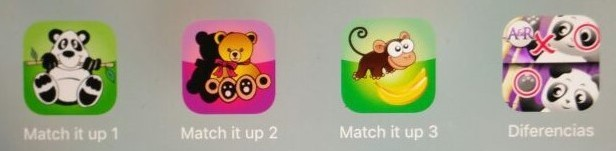 A&R
Match it up 1
Match it up 2
Match it up 3
Diferencias